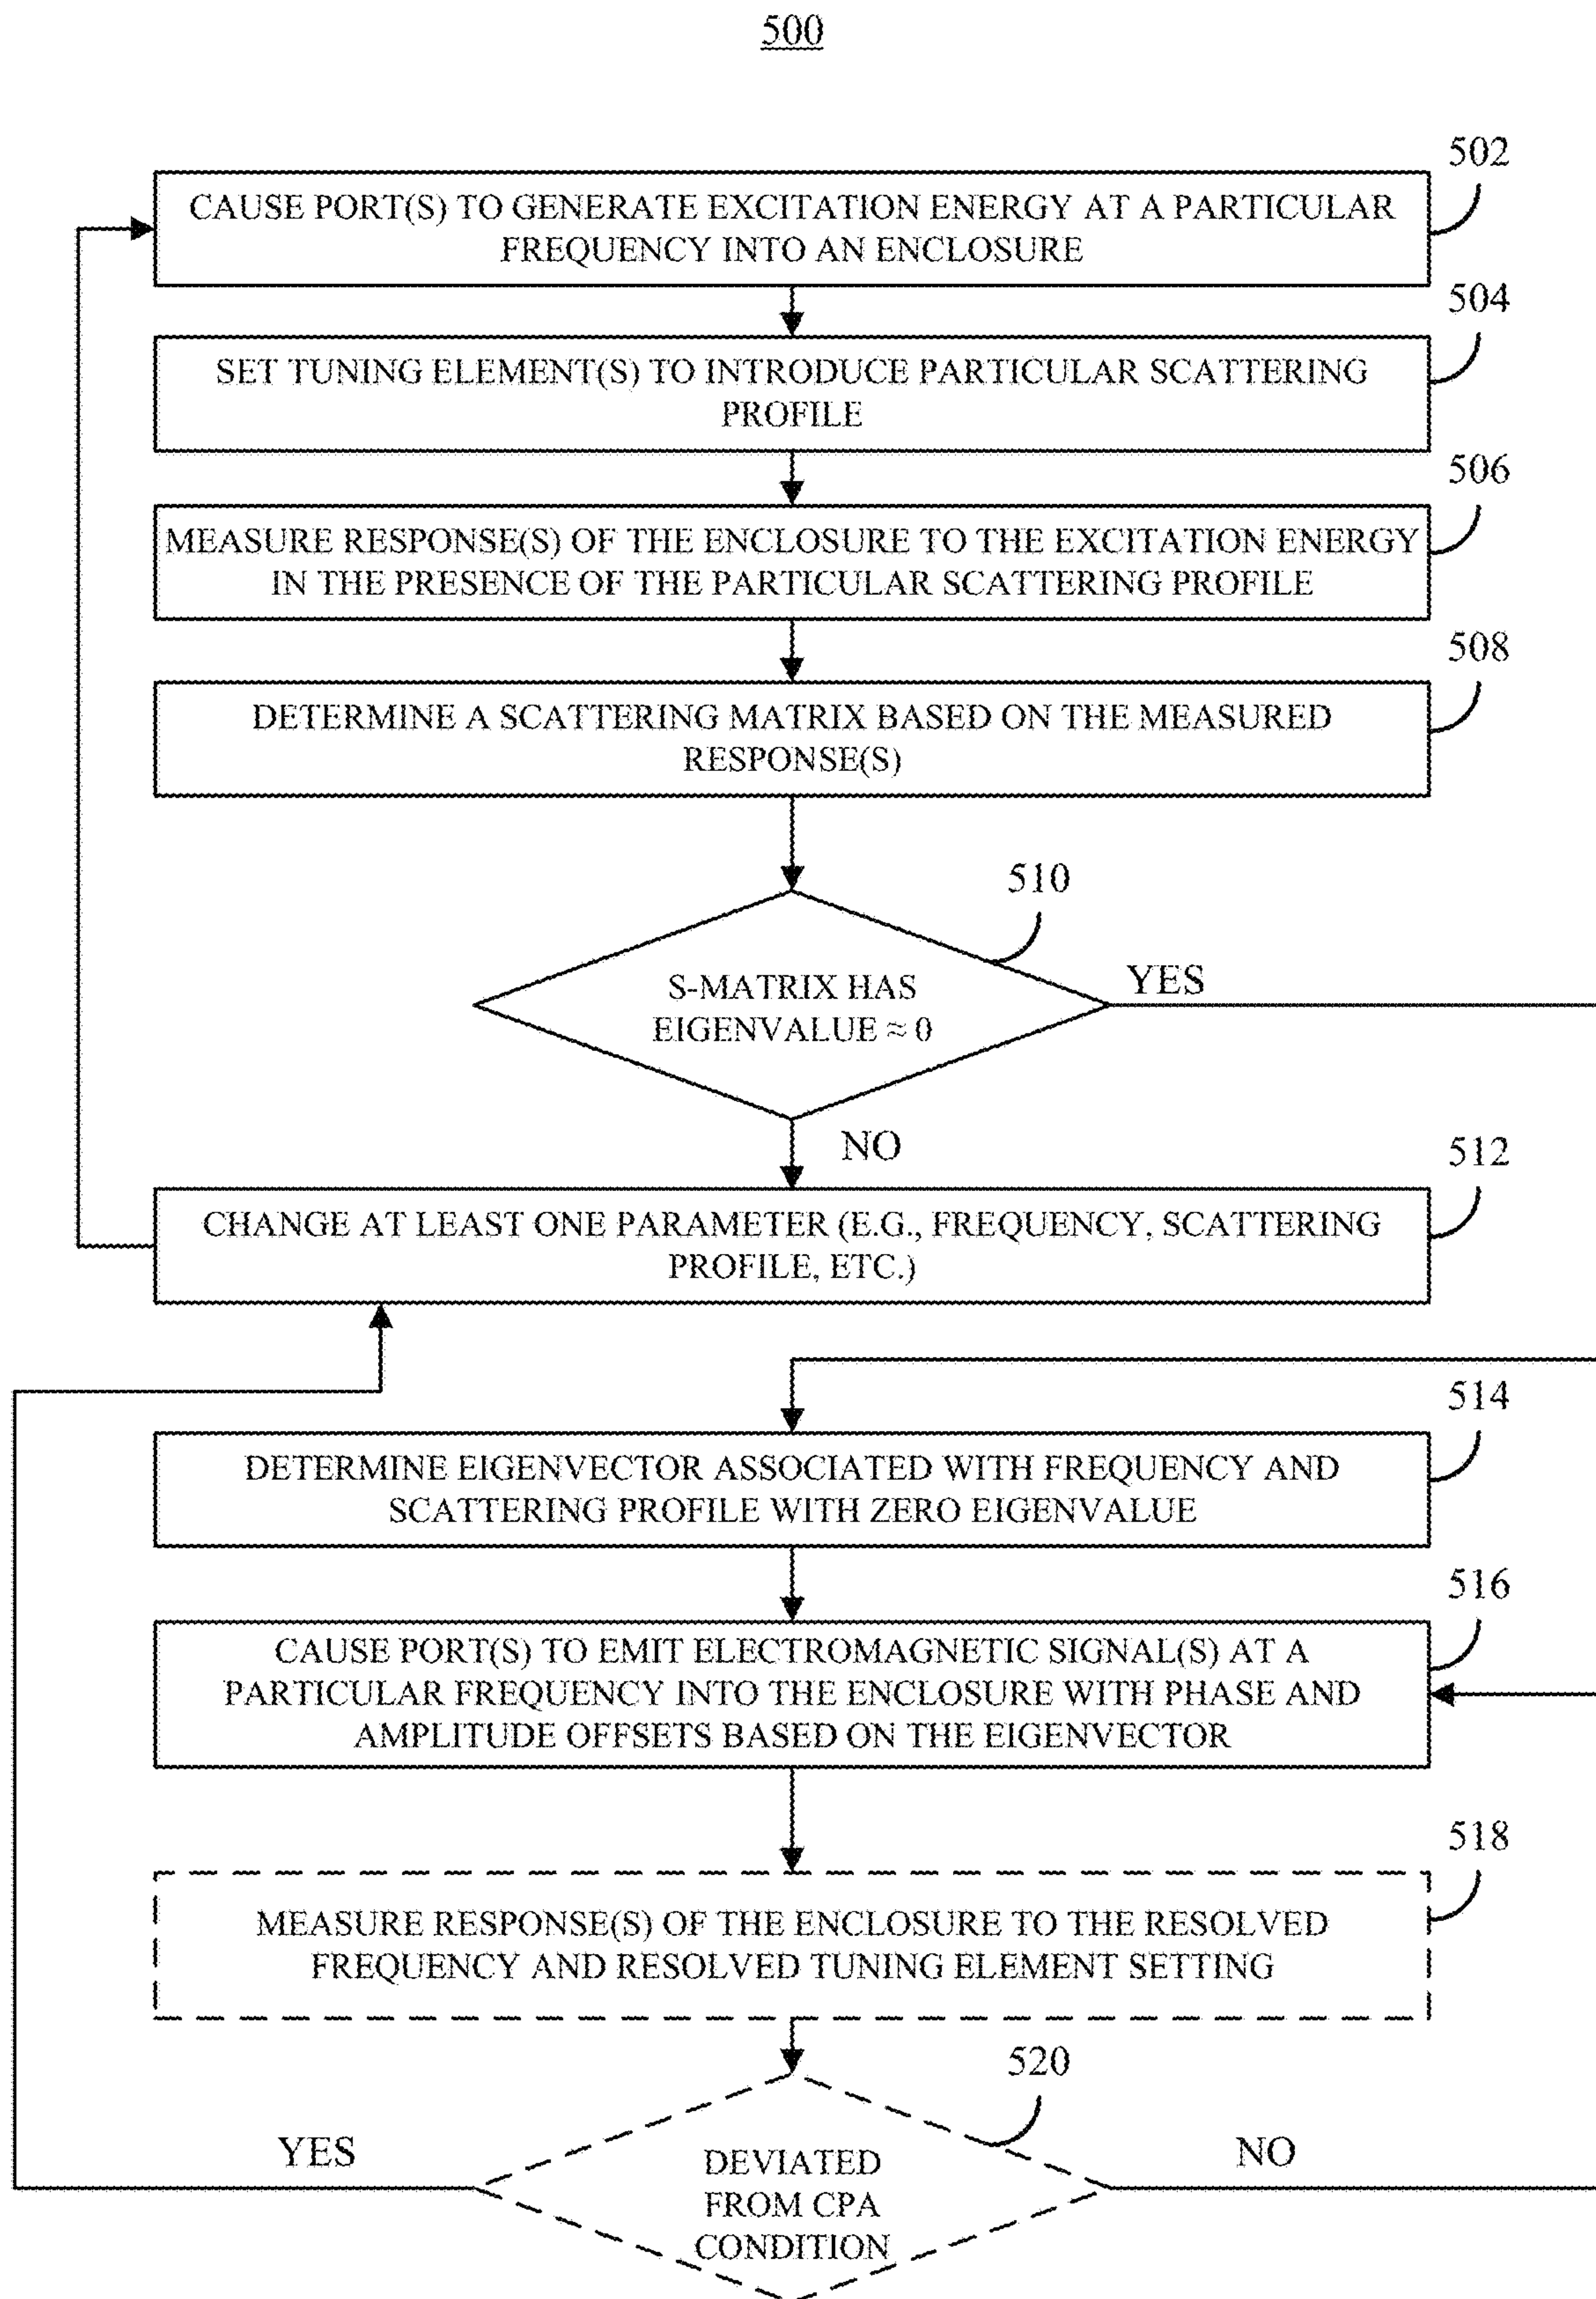 500
502
CAUSE PORT(S) TO GENERATE EXCITATION ENERGY AT A PARTICULAR
FREQUENCY INTO AN ENCLOSURE
504
SET TUNING ELEMENT(S) TO INTRODUCE PARTICULAR SCATTERING
PROFILE
506
MEASURE RESPONSE(S) OF THE ENCLOSURE TO THE EXCITATION ENERGY
IN THE PRESENCE OF THE PARTICULAR SCATTERING PROFILE
508
DETERMINE A SCATTERING MATRIX BASED ON THE MEASURED
RESPONSE(S)
510
S-MATRIX HAS
EIGENVALUE ≈ 0
YES
NO
512
CHANGE AT LEAST ONE PARAMETER (E.G., FREQUENCY, SCATTERING
PROFILE, ETC.)
514
DETERMINE EIGENVECTOR ASSOCIATED WITH FREQUENCY AND
SCATTERING PROFILE WITH ZERO EIGENVALUE
516
CAUSE PORT(S) TO EMIT ELECTROMAGNETIC SIGNAL(S) AT A
PARTICULAR FREQUENCY INTO THE ENCLOSURE WITH PHASE AND
AMPLITUDE OFFSETS BASED ON THE EIGENVECTOR
518
MEASURE RESPONSE(S) OF THE ENCLOSURE TO THE RESOLVED
FREQUENCY AND RESOLVED TUNING ELEMENT SETTING
520
YES
DEVIATED
FROM CPA
CONDITION
NO